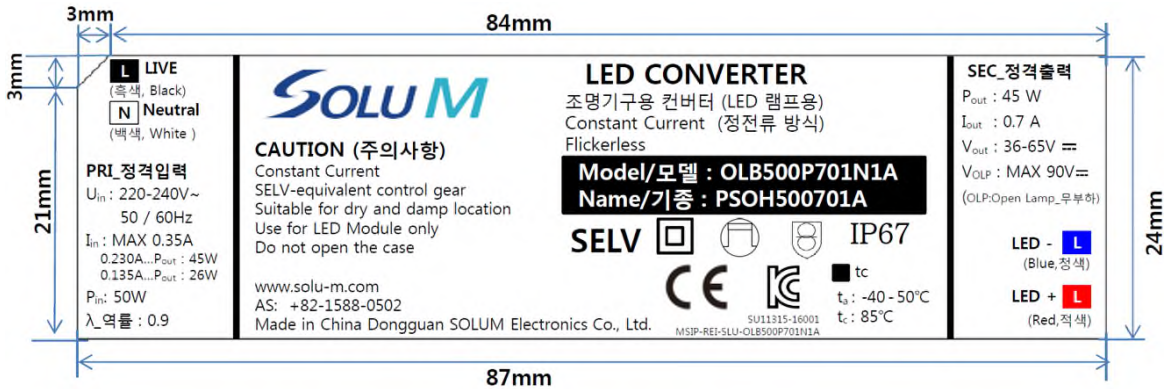 3mm
84mm
3mm
21mm
24mm
87mm
L LIVE
(흑색, Black)
N Neutral
(백색, White )
PRI_정격입력
Uin : 220-240V~
50 / 60Hz
Iin : MAX 0.35A
0.230A...Pout : 45W
0.135A...Pout : 26W
Pin: 50W
λ_역률 : 0.9
SOLU M
CAUTION (주의사항)
Constant Current
SELV-equivalent control gear
Suitable for dry and damp location
Use for LED Module only
Do not open the case
www.solu-m.com
AS: +82-1588-0502
Made in China Dongguan SOLUM Electronics Co., Ltd.
LED CONVERTER
조명기구용 컨버터 (LED 램프용)
Constant Current (정전류 방식)
Flickerless
Model/모델 : OLB500P701N1A
Name/기종 : PSOH500701A
SELV IP67
CE
SU11315-16001
MSIP-REI-SLU-OLB500P701N1A
tc
ta : -40 - 50℃
tc : 85℃
SEC_정격출력
Pout : 45 W
Iout : 0.7 A
Vout : 36-65V ⎓
VOLP : MAX 90V⎓
(OLP:Open Lamp_무부하)
LED - L
(Blue,청색)
LED + L
(Red,적색)